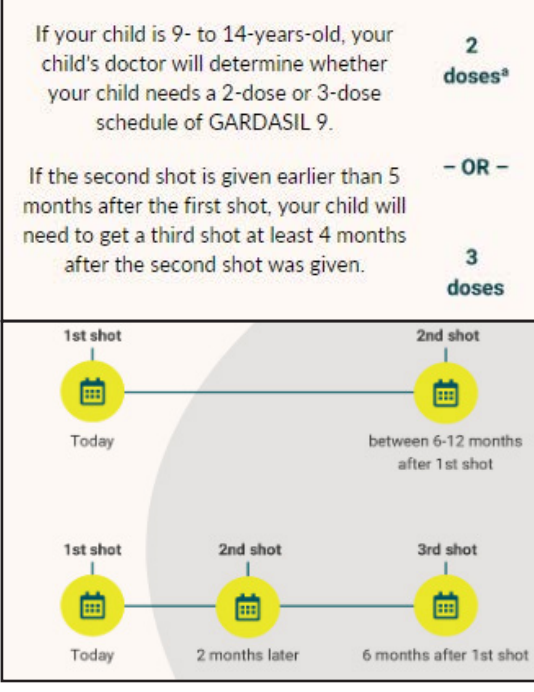 If your child is 9- to 14-years-old, your
child's doctor will determine whether
your child needs a 2-dose or 3-dose
schedule of GARDASIL 9.
If the second shot is given earlier than 5
months after the first shot, your child will
need to get a third shot at least 4 months
after the second shot was given.
2
dosesᵃ
– OR –
3
doses
1st shot
2nd shot
Today
between 6-12 months
after 1st shot
1st shot
2nd shot
3rd shot
Today
2 months later
6 months after 1st shot